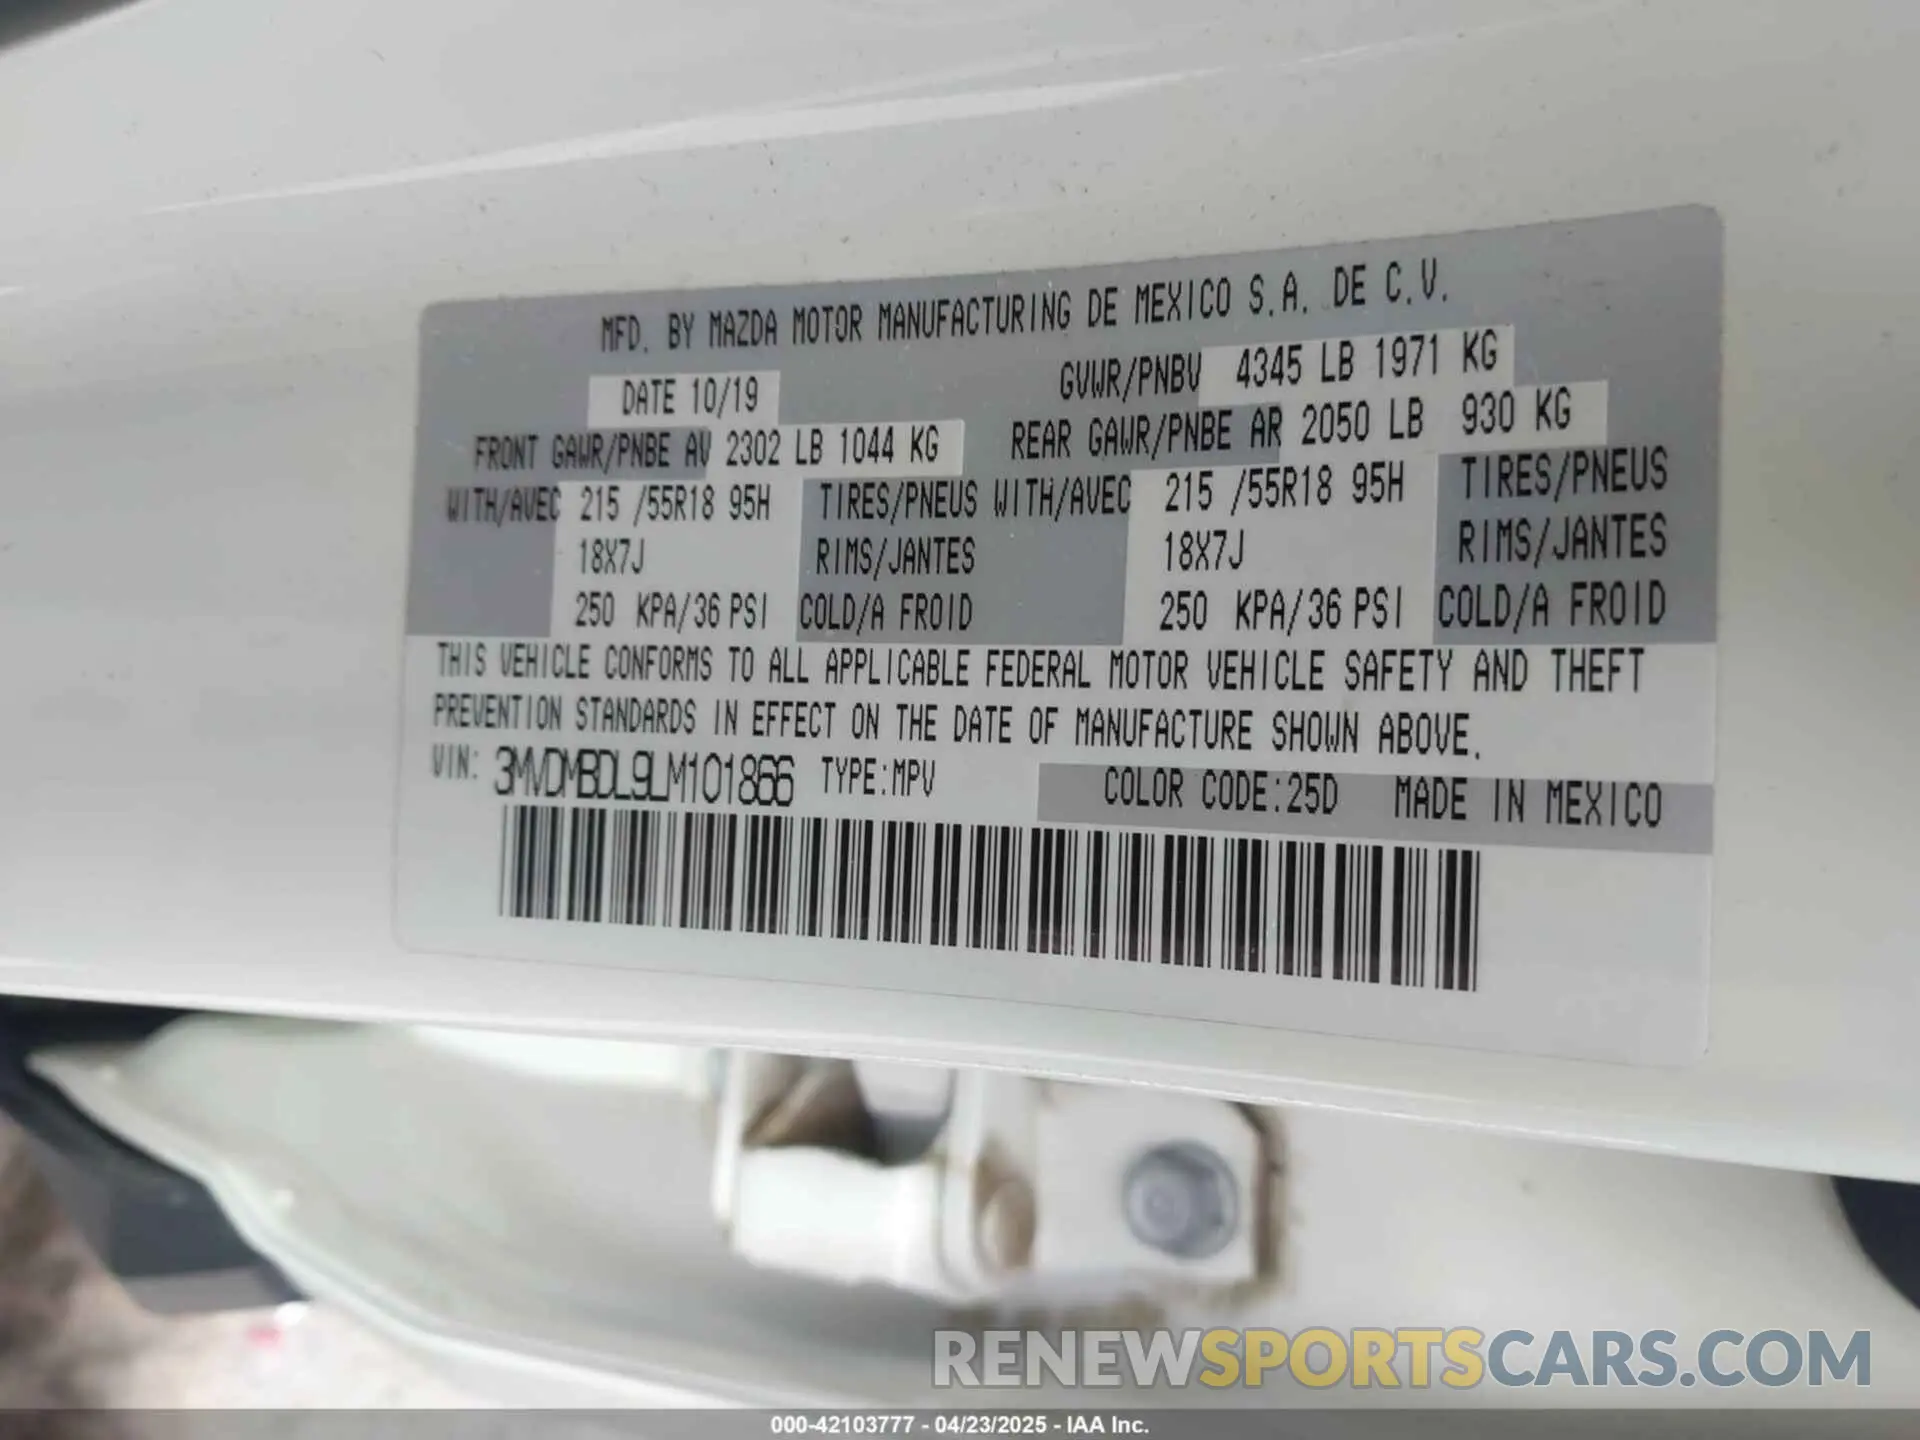 MFD. BY MAZDA MOTOR MANUFACTURING DE MEXICO S.A. DE C.V.
DATE 10/19 GVWR/PNBV 4345 LB 1971 KG
FRONT GAWR/PNBE AV 2302 LB 1044 KG REAR GAWR/PNBE AR 2050 LB 930 KG
WITH/AVEC 215 /55R18 95H TIRES/PNEUS WITH/AVEC 215 /55R18 95H TIRES/PNEUS
18X7J RIMS/JANTES 18X7J RIMS/JANTES
250 KPA/36 PSI COLD/A FROID 250 KPA/36 PSI COLD/A FROID
THIS VEHICLE CONFORMS TO ALL APPLICABLE FEDERAL MOTOR VEHICLE SAFETY AND THEFT
PREVENTION STANDARDS IN EFFECT ON THE DATE OF MANUFACTURE SHOWN ABOVE.
VIN: 3MVDMBDL9LM101866 TYPE:MPV COLOR CODE:25D MADE IN MEXICO
RENEWSPORTSCARS.COM
000-42103777 - 04/23/2025 - IAA Inc.